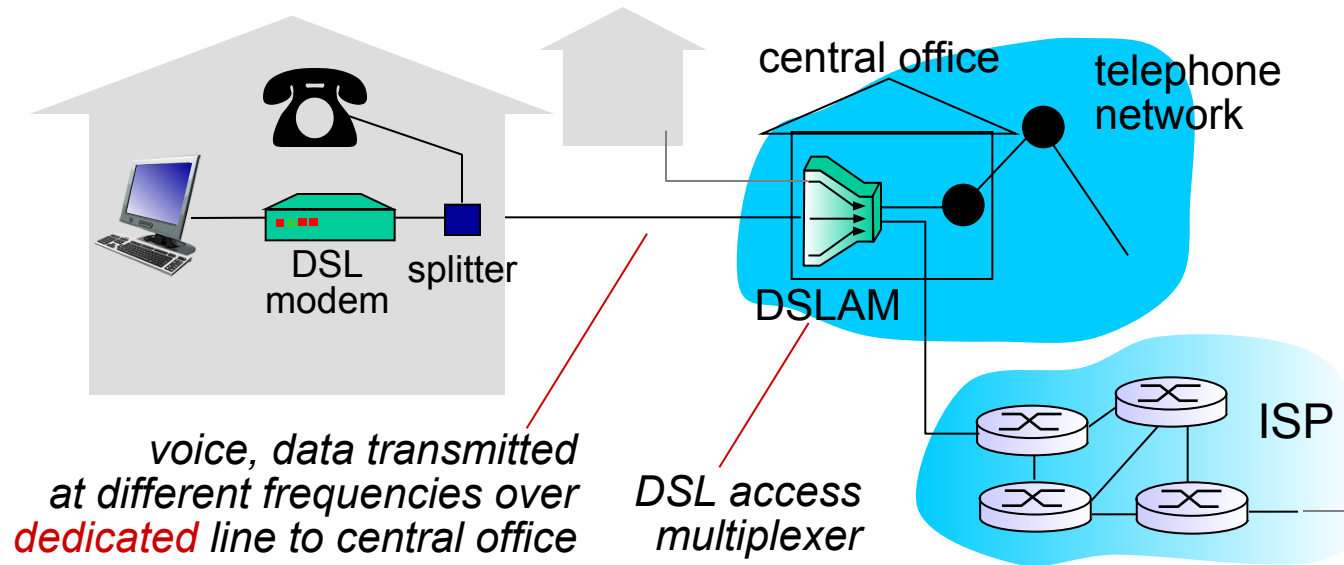 central office
telephone
network
DSL
modem
splitter
DSLAM
ISP
voice, data transmitted
at different frequencies over
dedicated line to central office
DSL access
multiplexer